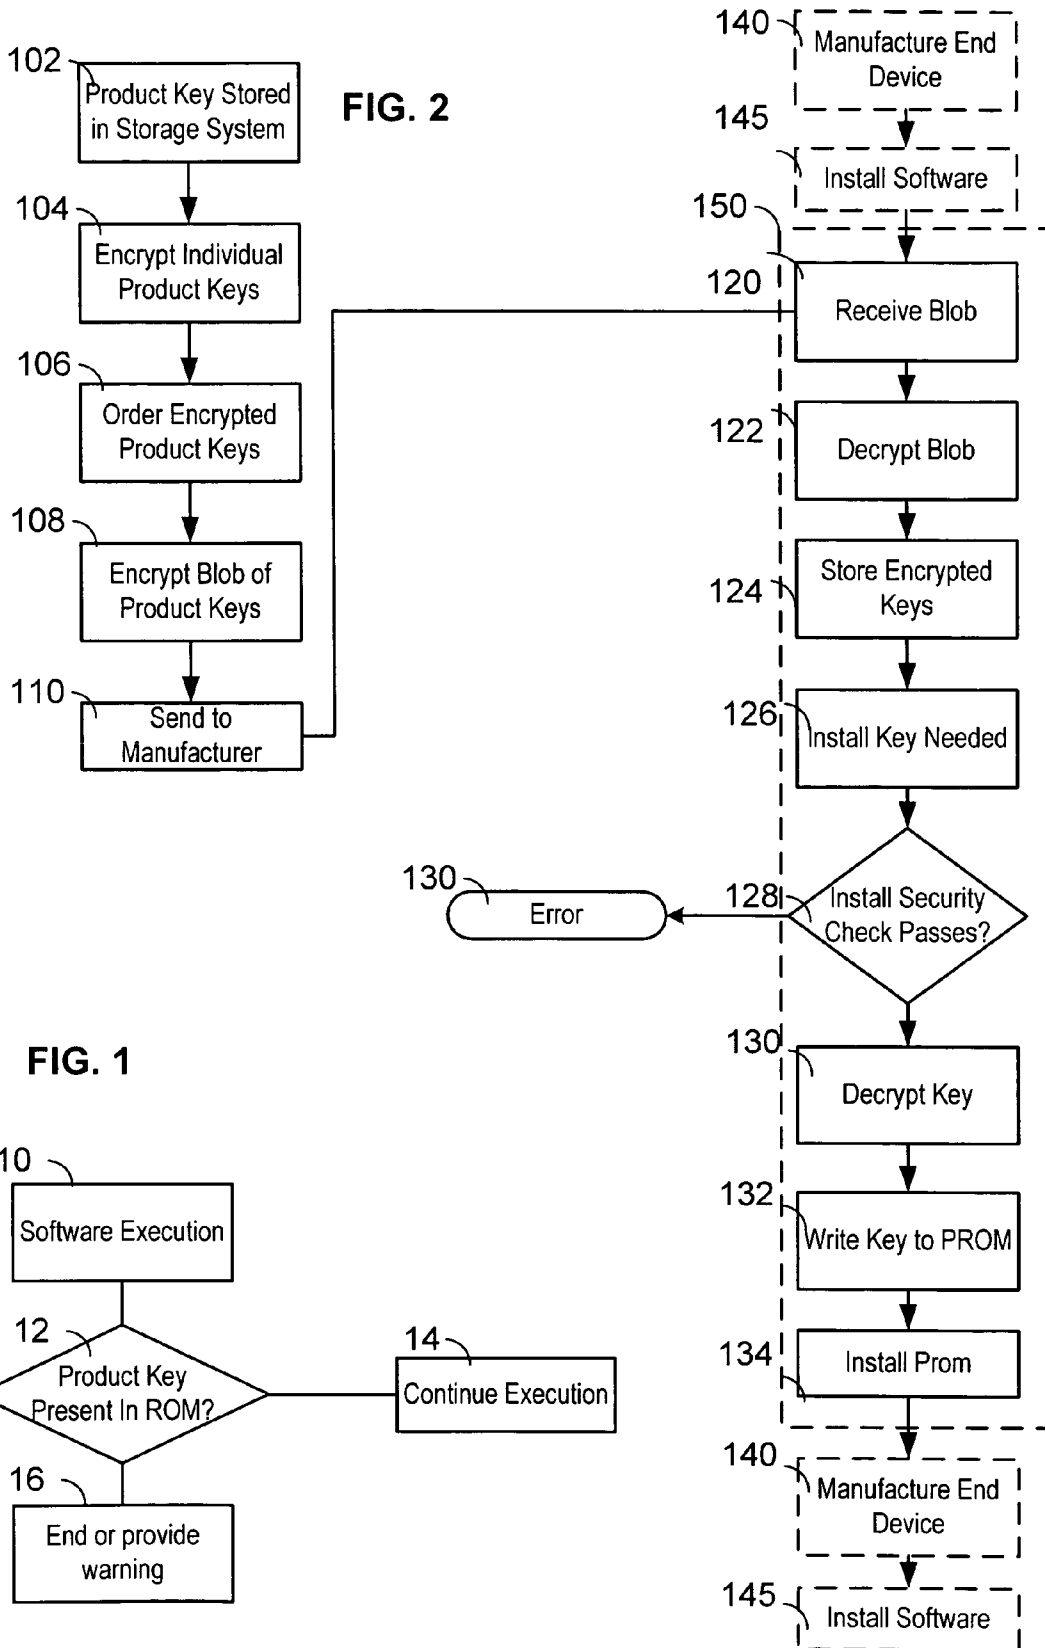 102
Product Key Stored
in Storage System
FIG. 2
104
Encrypt Individual
Product Keys
106
Order Encrypted
Product Keys
108
Encrypt Blob of
Product Keys
110
Send to
Manufacturer
140
Manufacture End
Device
145
Install Software
150
120
Receive Blob
122
Decrypt Blob
124
Store Encrypted
Keys
126
Install Key Needed
128
Install Security
Check Passes?
130
Error
130
Decrypt Key
132
Write Key to PROM
134
Install Prom
140
Manufacture End
Device
145
Install Software
FIG. 1
10
Software Execution
12
Product Key
Present In ROM?
14
Continue Execution
16
End or provide
warning